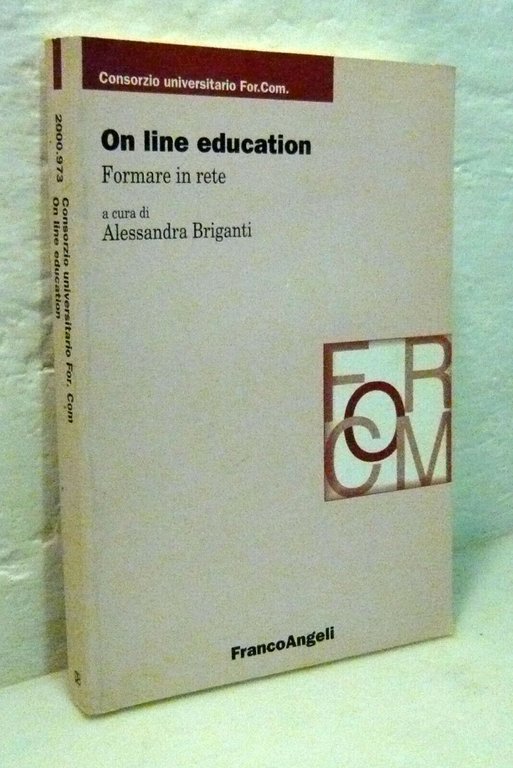 Consorzio universitario For.Com.
On line education
Formare in rete
a cura di
Alessandra Briganti
FOR
COM
FrancoAngeli
2000.973 Consorzio universitario For. Com
On line education